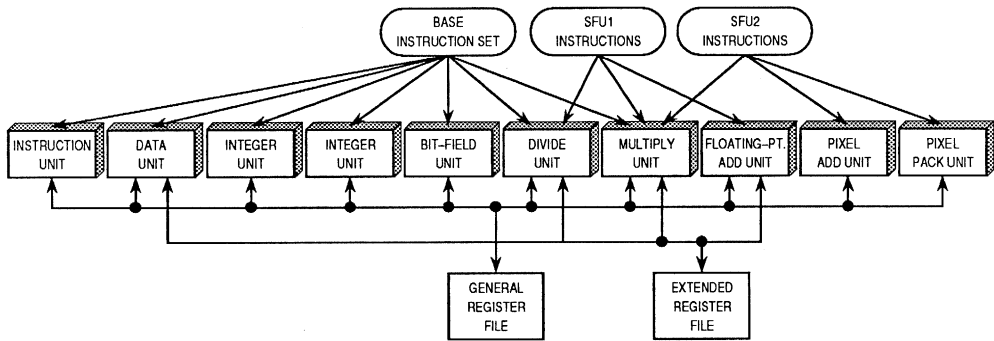 BASE
INSTRUCTION SET
SFU1
INSTRUCTIONS
SFU2
INSTRUCTIONS
INSTRUCTION
UNIT
DATA
UNIT
INTEGER
UNIT
INTEGER
UNIT
BIT-FIELD
UNIT
DIVIDE
UNIT
MULTIPLY
UNIT
FLOATING-PT.
ADD UNIT
PIXEL
ADD UNIT
PIXEL
PACK UNIT
GENERAL
REGISTER
FILE
EXTENDED
REGISTER
FILE